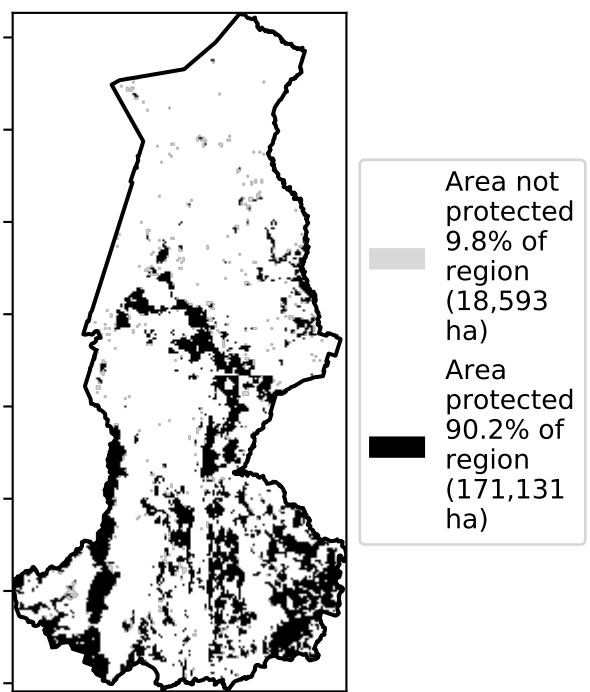 Area not
protected
9.8% of
region
(18,593
ha)
Area
protected
90.2% of
region
(171,131
ha)